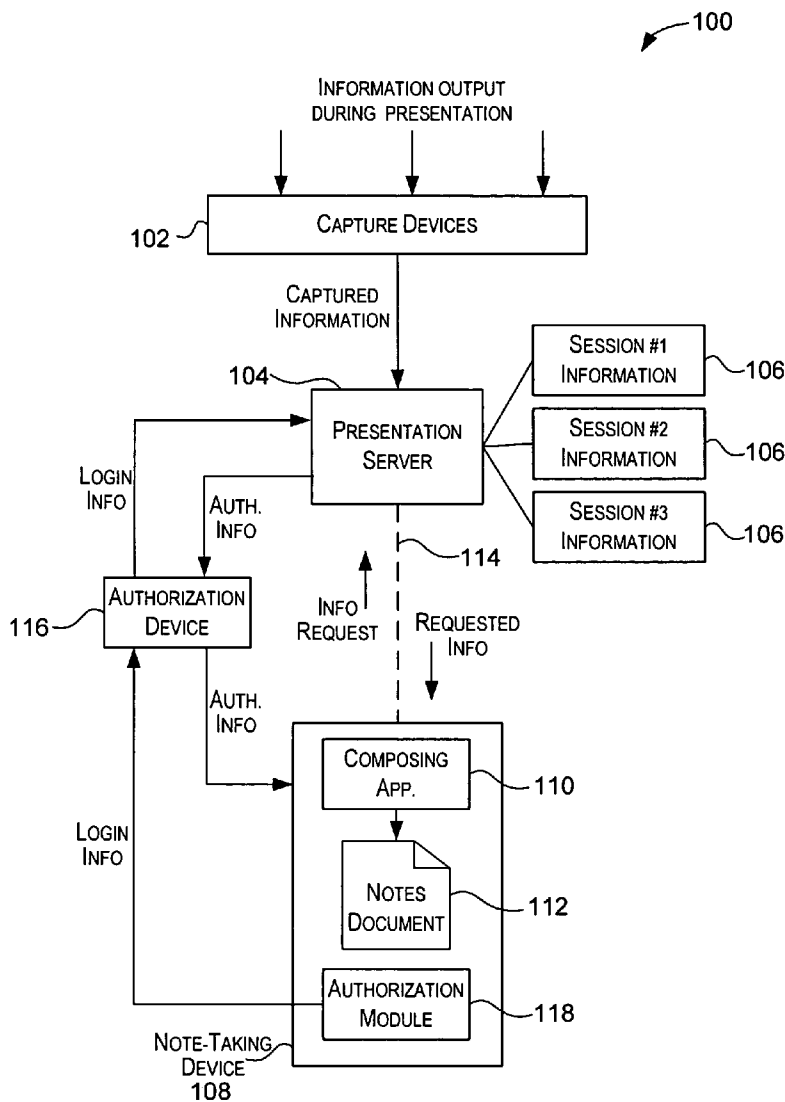 100
INFORMATION OUTPUT
DURING PRESENTATION
CAPTURE DEVICES
102
CAPTURED
INFORMATION
SESSION #1
INFORMATION
106
104
PRESENTATION
SERVER
SESSION #2
INFORMATION
106
SESSION #3
INFORMATION
106
LOGIN
INFO
AUTH.
INFO
114
INFO
REQUEST
REQUESTED
INFO
AUTHORIZATION
DEVICE
116
AUTH.
INFO
COMPOSING
APP.
110
LOGIN
INFO
NOTES
DOCUMENT
112
AUTHORIZATION
MODULE
118
NOTE-TAKING
DEVICE
108